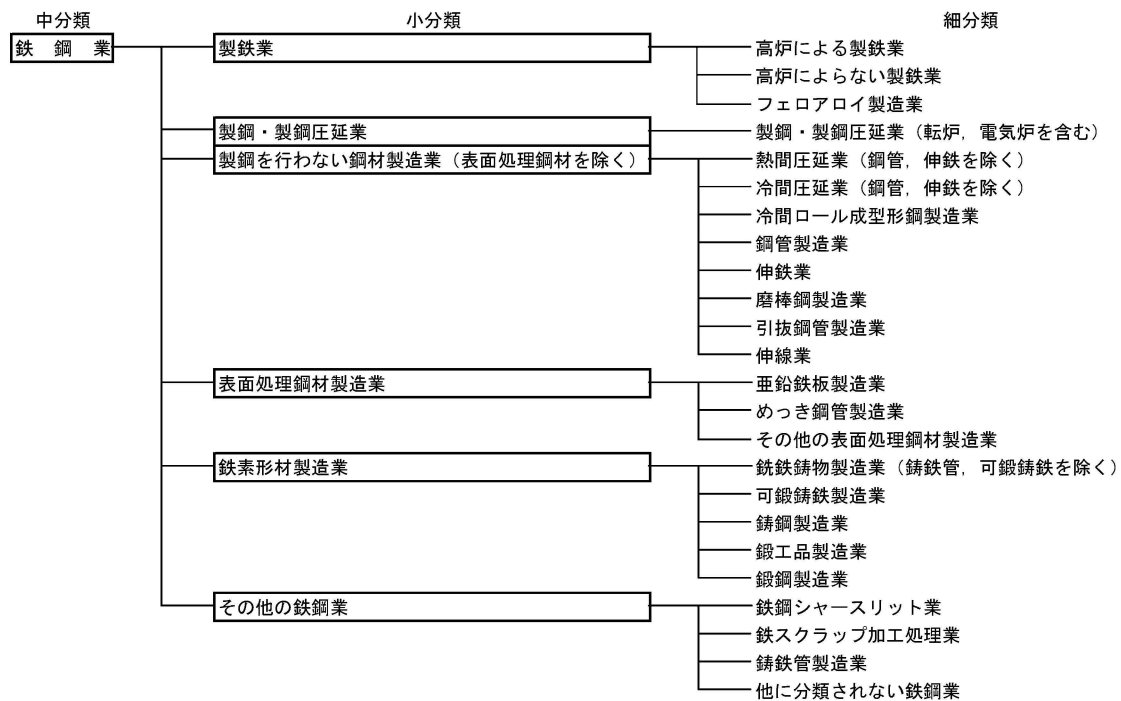 中分類 小分類 細分類
鉄 鋼 業 製鉄業 高炉による製鉄業
高炉によらない製鉄業
フェロアロイ製造業
製鋼・製鋼圧延業 製鋼・製鋼圧延業（転炉，電気炉を含む）
製鋼を行わない鋼材製造業（表面処理鋼材を除く） 熱間圧延業（鋼管，伸鉄を除く）
冷間圧延業（鋼管，伸鉄を除く）
冷間ロール成型形鋼製造業
鋼管製造業
伸鉄業
磨棒鋼製造業
引抜鋼管製造業
伸線業
表面処理鋼材製造業 亜鉛鉄板製造業
めっき鋼管製造業
その他の表面処理鋼材製造業
鉄素形材製造業 銑鉄鋳物製造業（鋳鉄管，可鍛鋳鉄を除く）
可鍛鋳鉄製造業
鋳鋼製造業
鍛工品製造業
鍛鋼製造業
その他の鉄鋼業 鉄鋼シャースリット業
鉄スクラップ加工処理業
鋳鉄管製造業
他に分類されない鉄鋼業